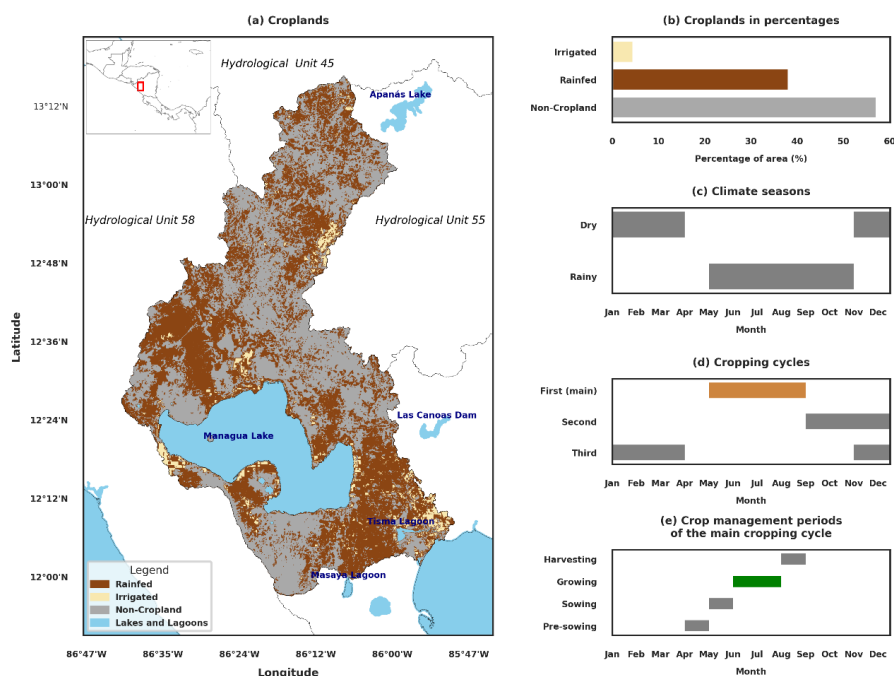 (a) Croplands
Hydrological Unit 45
Apanás Lake
Hydrological Unit 58
Hydrological Unit 55
Las Canoas Dam
Managua Lake
Tisma Lagoon
Masaya Lagoon
Legend
Rainfed
Irrigated
Non-Cropland
Lakes and Lagoons
Latitude
13°12'N
13°00'N
12°48'N
12°36'N
12°24'N
12°12'N
12°00'N
86°47'W 86°35'W 86°24'W 86°12'W 86°00'W 85°47'W
Longitude
(b) Croplands in percentages
Irrigated
Rainfed
Non-Cropland
0 10 20 30 40 50 60
Percentage of area (%)
(c) Climate seasons
Dry
Rainy
Jan Feb Mar Apr May Jun Jul Aug Sep Oct Nov Dec
Month
(d) Cropping cycles
First (main)
Second
Third
Jan Feb Mar Apr May Jun Jul Aug Sep Oct Nov Dec
Month
(e) Crop management periods
of the main cropping cycle
Harvesting
Growing
Sowing
Pre-sowing
Jan Feb Mar Apr May Jun Jul Aug Sep Oct Nov Dec
Month